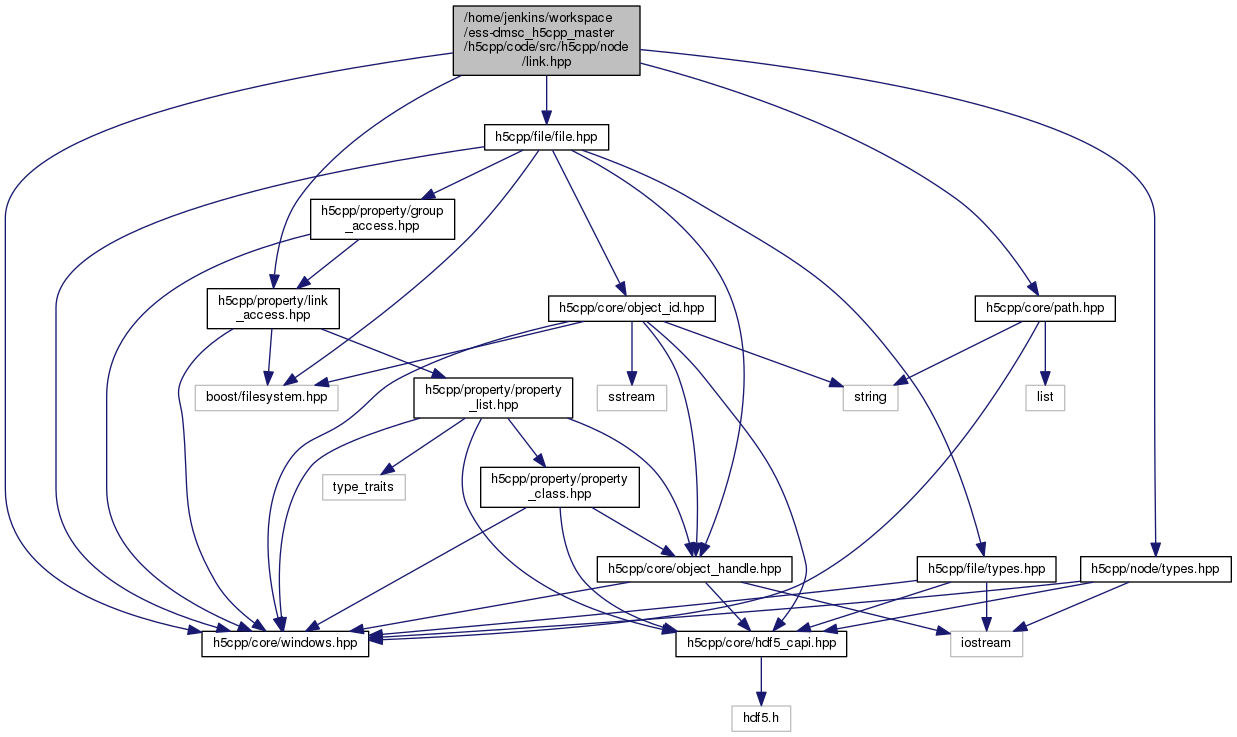 /home/jenkins/workspace
/ess-dmsc_h5cpp_master
/h5cpp/code/src/h5cpp/node
/link.hpp
h5cpp/file/file.hpp
h5cpp/property/group
_access.hpp
h5cpp/property/link
_access.hpp
h5cpp/core/object_id.hpp
h5cpp/core/path.hpp
boost/filesystem.hpp
h5cpp/property/property
_list.hpp
sstream
string
list
type_traits
h5cpp/property/property
_class.hpp
h5cpp/core/object_handle.hpp
h5cpp/file/types.hpp
h5cpp/node/types.hpp
h5cpp/core/windows.hpp
h5cpp/core/hdf5_capi.hpp
iostream
hdf5.h